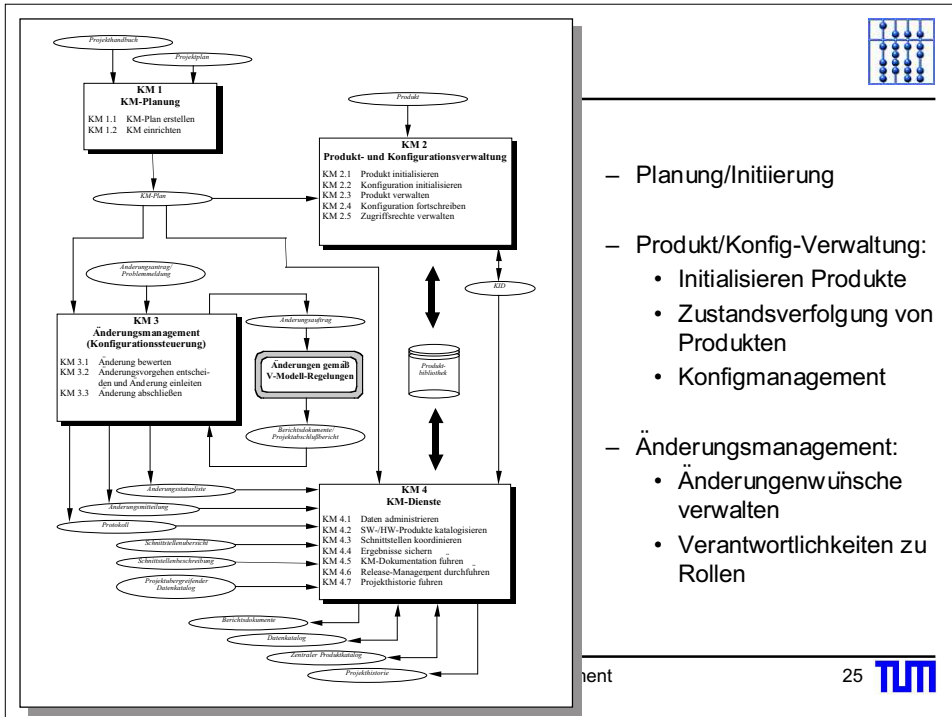 Projekthandbuch
Projektplan
KM 1
KM-Planung
KM 1.1 KM-Plan erstellen
KM 1.2 KM einrichten
Produkt
KM 2
Produkt- und Konfigurationsverwaltung
KM 2.1 Produkt initialisieren
KM 2.2 Konfiguration initialisieren
KM 2.3 Produkt verwalten
KM 2.4 Konfiguration fortschreiben
KM 2.5 Zugriffsrechte verwalten
KM-Plan
Änderungsantrag/
Problemmeldung
KID
KM 3
Änderungsmanagement
(Konfigurationssteuerung)
KM 3.1 Änderung bewerten
KM 3.2 Änderungsvorgehen entschei-
den und Änderung einleiten
KM 3.3 Änderung abschließen
Änderungsauftrag
Änderungen gemäß
V-Modell-Regelungen
Produkt-
bibliothek
Berichtsdokumente/
Projektabschlußbericht
Änderungsstatusliste
Änderungsmitteilung
Protokoll
Schnittstellenübersicht
Schnittstellenbeschreibung
Projektübergreifender
Datenkatalog
KM 4
KM-Dienste
KM 4.1 Daten administrieren
KM 4.2 SW-/HW-Produkte katalogisieren
KM 4.3 Schnittstellen koordinieren
KM 4.4 Ergebnisse sichern
KM 4.5 KM-Dokumentation führen
KM 4.6 Release-Management durchführen
KM 4.7 Projekthistorie führen
Berichtsdokumente
Datenkatalog
Zentraler Produktkatalog
Projekthistorie
– Planung/Initiierung
– Produkt/Konfig-Verwaltung:
• Initialisieren Produkte
• Zustandsverfolgung von
Produkten
• Konfigmanagement
– Änderungsmanagement:
• Änderungenwünsche
verwalten
• Verantwortlichkeiten zu
Rollen
25
TUM